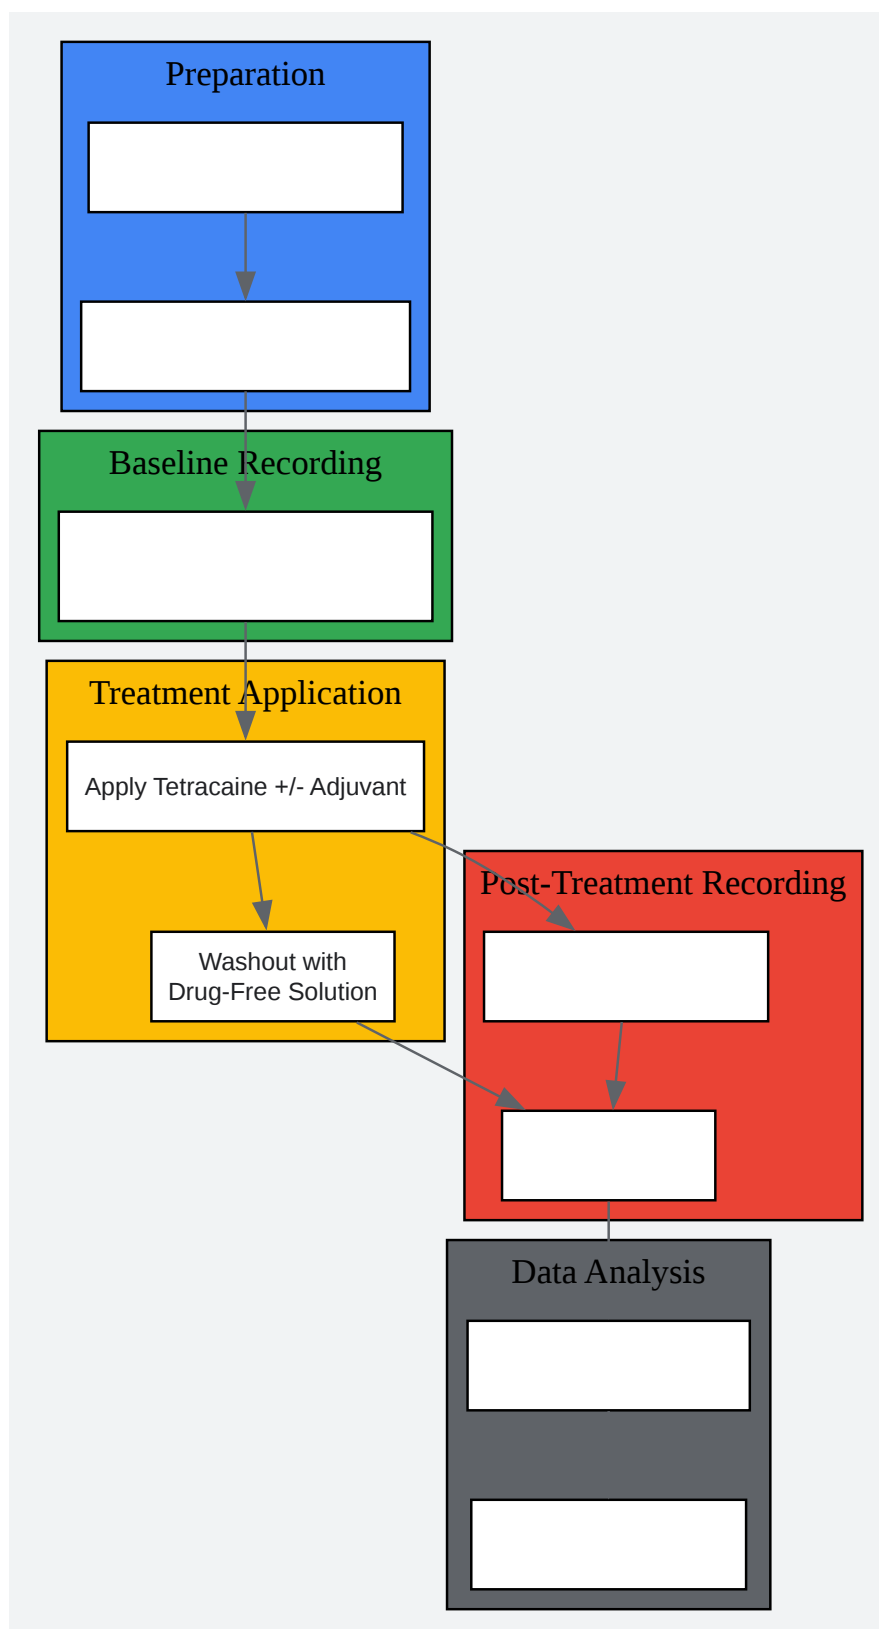 Preparation
Baseline Recording
Treatment Application
Apply Tetracaine +/- Adjuvant
Post-Treatment Recording
Washout with
Drug-Free Solution
Data Analysis